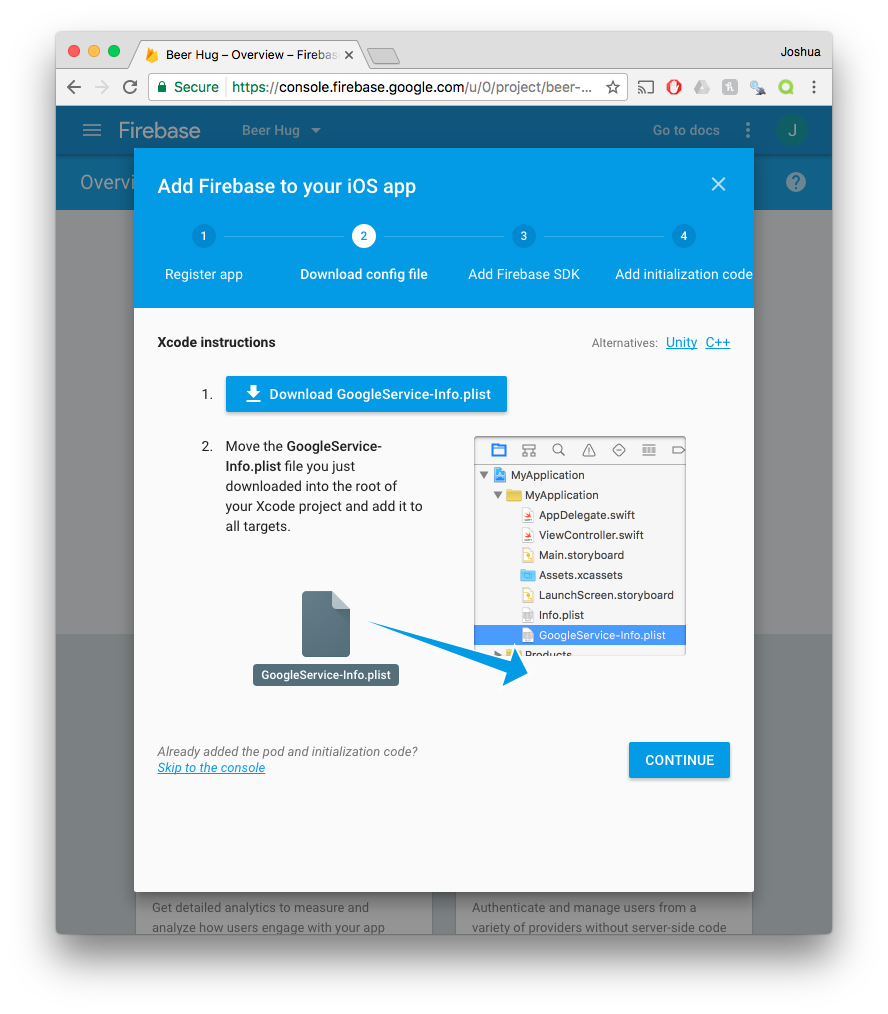 Beer Hug – Overview – Firebas
Joshua
Secure
https://console.firebase.google.com/u/0/project/beer-...
Firebase
Beer Hug
Go to docs
J
Overvi
Add Firebase to your iOS app
1
2
3
4
Register app
Download config file
Add Firebase SDK
Add initialization code
Xcode instructions
Alternatives: Unity C++
1. Download GoogleService-Info.plist
2. Move the GoogleService-
Info.plist file you just
downloaded into the root of
your Xcode project and add it to
all targets.
MyApplication
MyApplication
AppDelegate.swift
ViewController.swift
Main.storyboard
Assets.xcassets
LaunchScreen.storyboard
Info.plist
GoogleService-Info.plist
Products
GoogleService-Info.plist
Already added the pod and initialization code?
Skip to the console
CONTINUE
Get detailed analytics to measure and
analyze how users engage with your app
Authenticate and manage users from a
variety of providers without server-side code